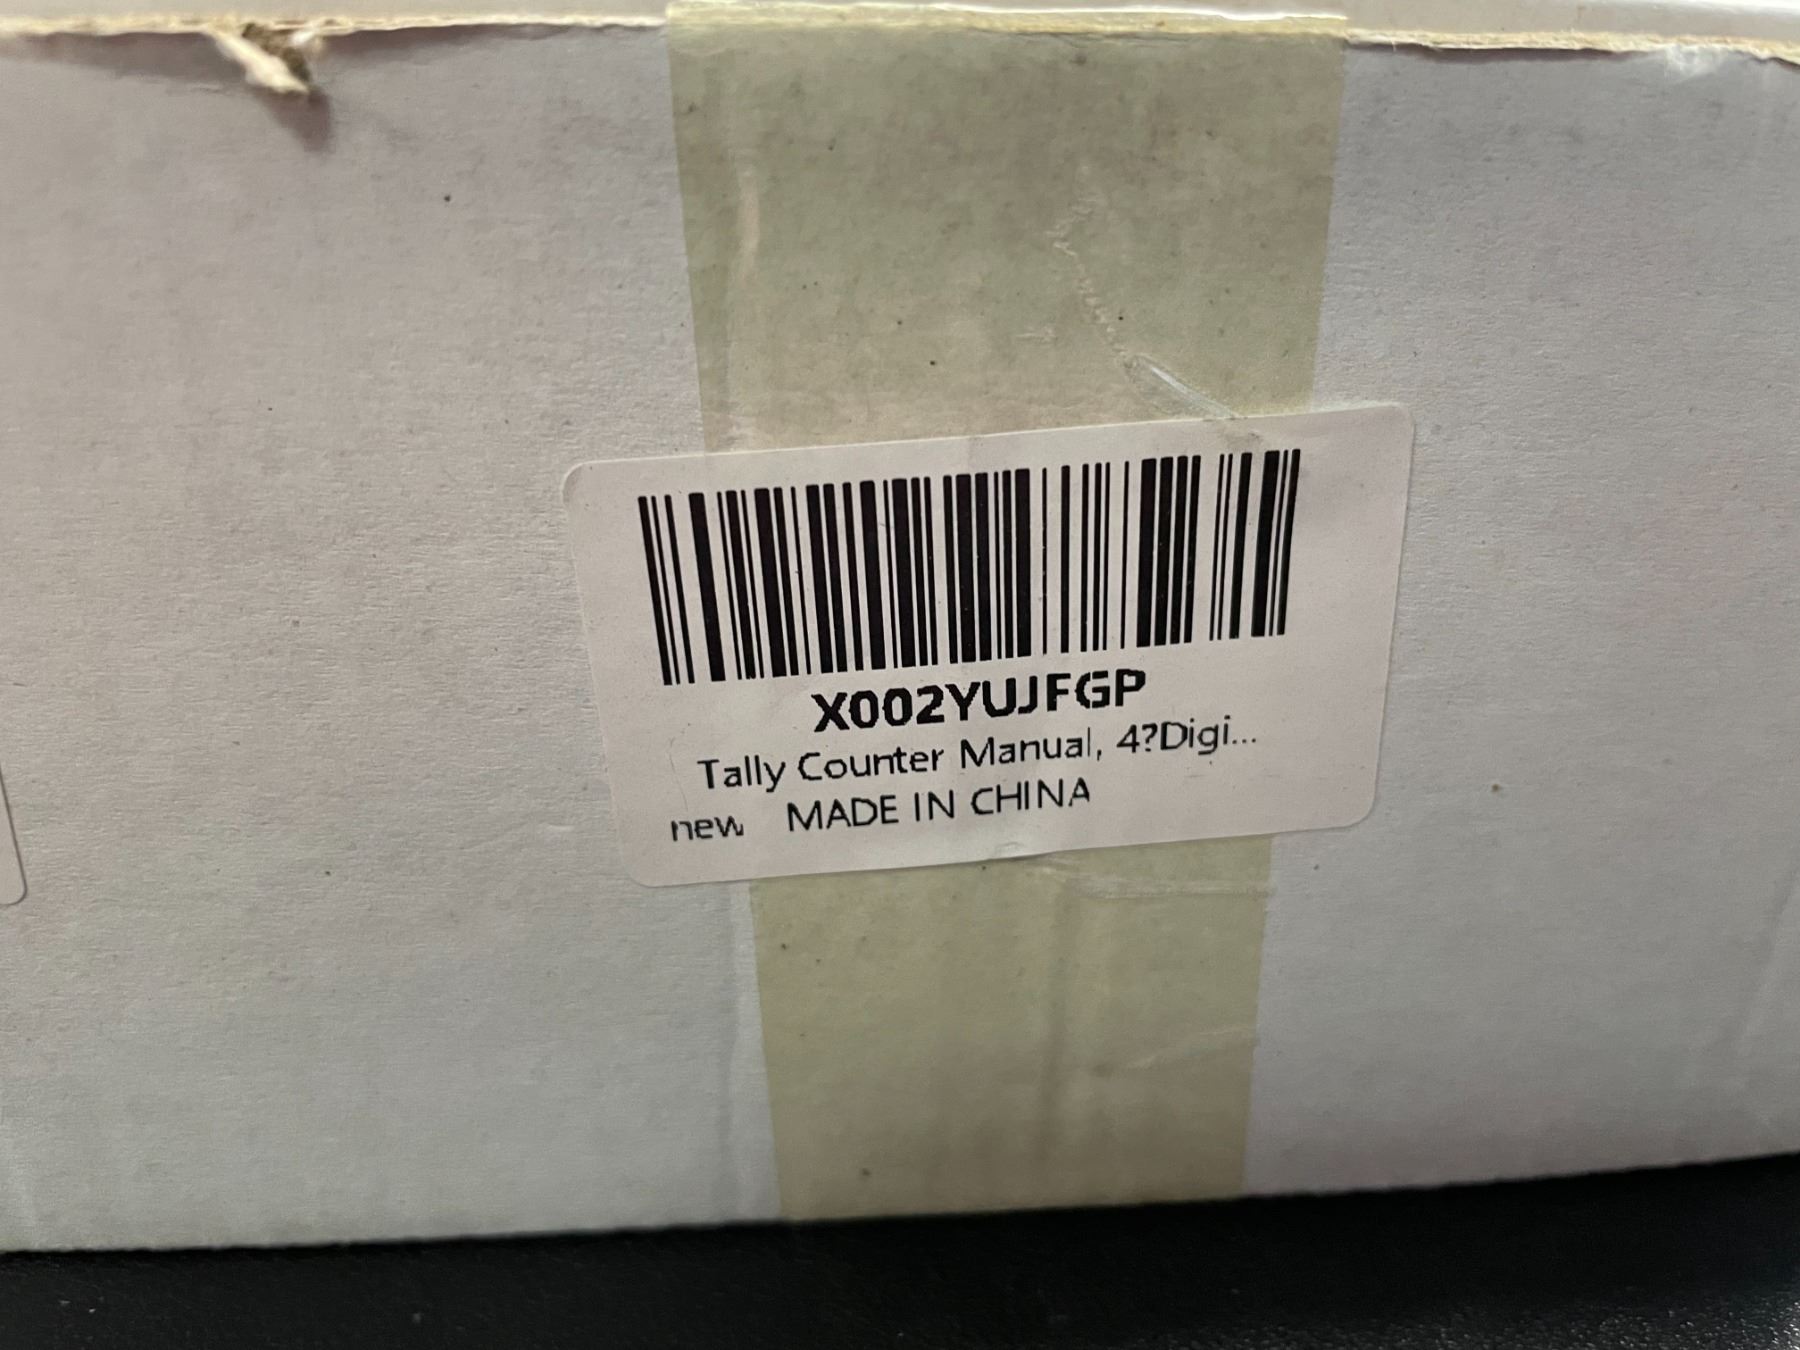 X002YUJFGP
Tally Counter Manual, 4?Digi...
new MADE IN CHINA